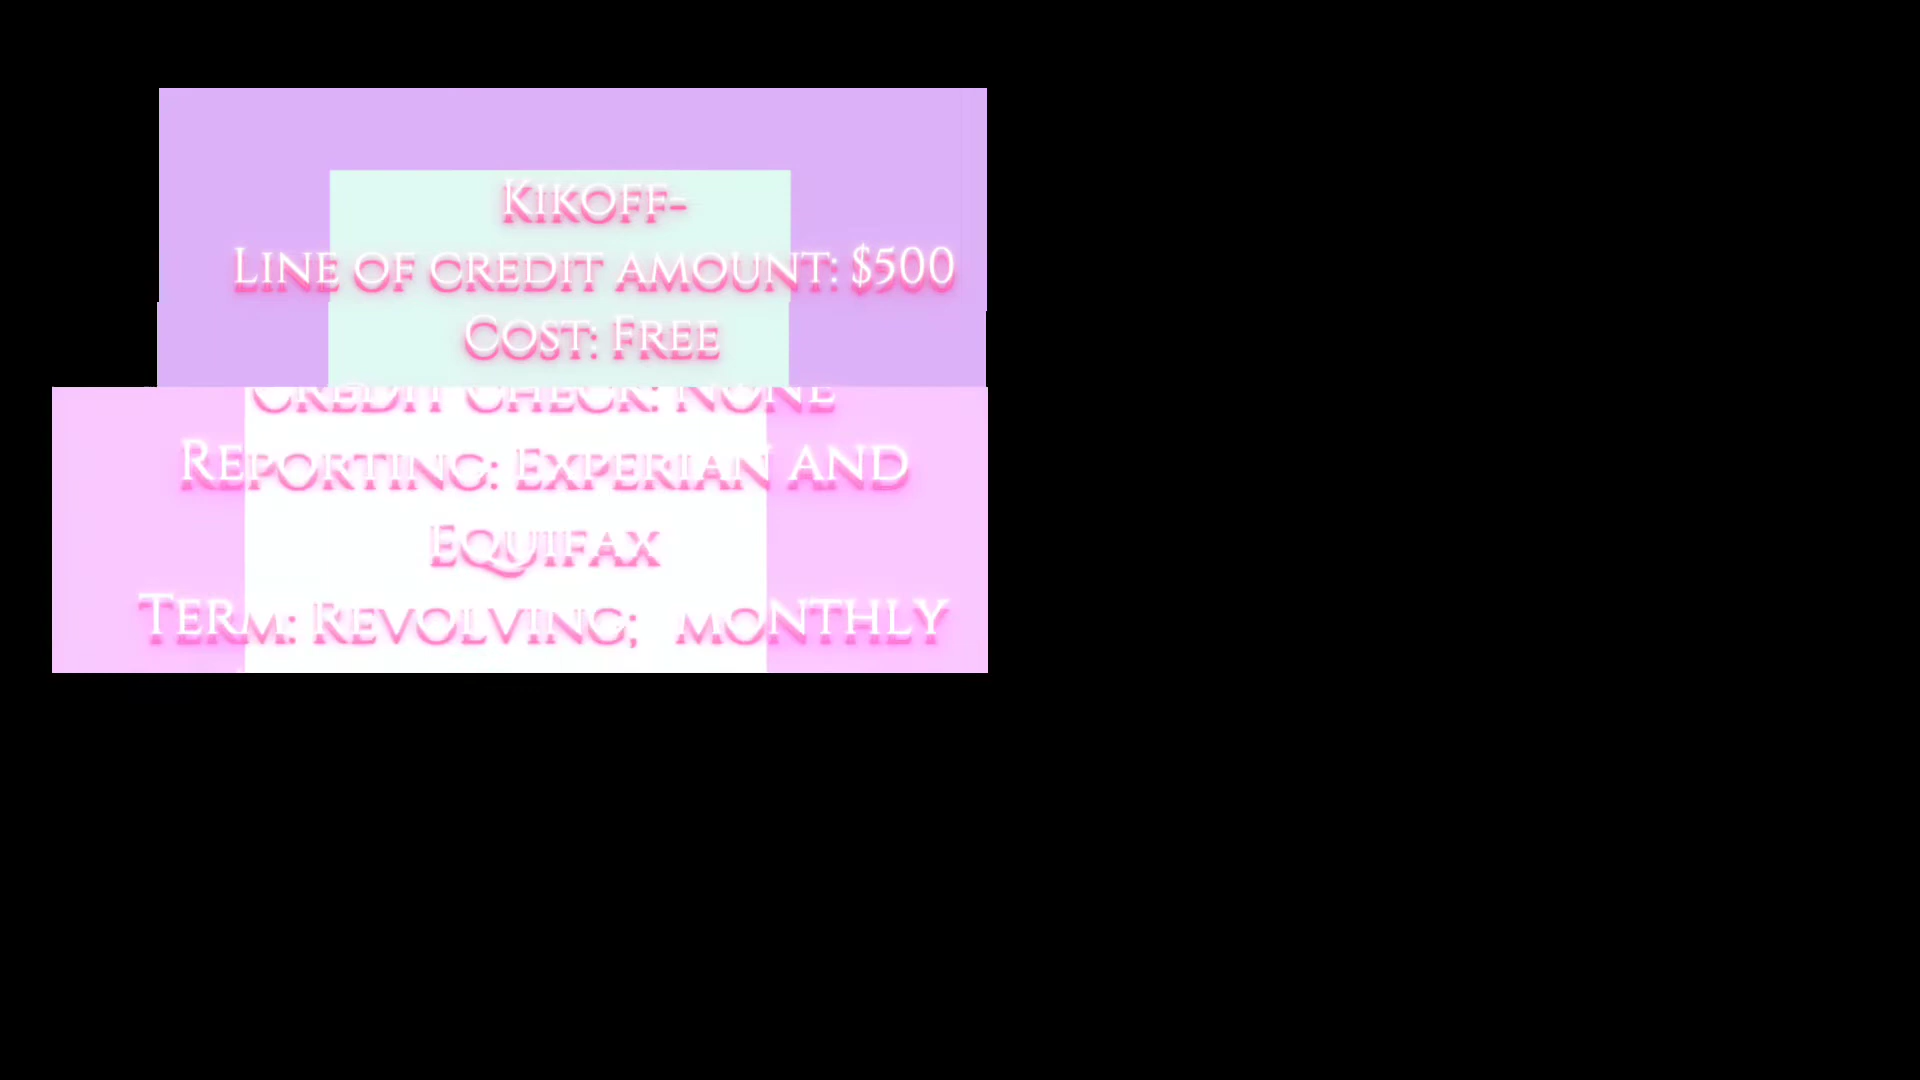 Kikoff-
Line of credit amount: $500
Cost: Free
Credit Check: None
Reporting: Experian and
Equifax
Term: Revolving; monthly